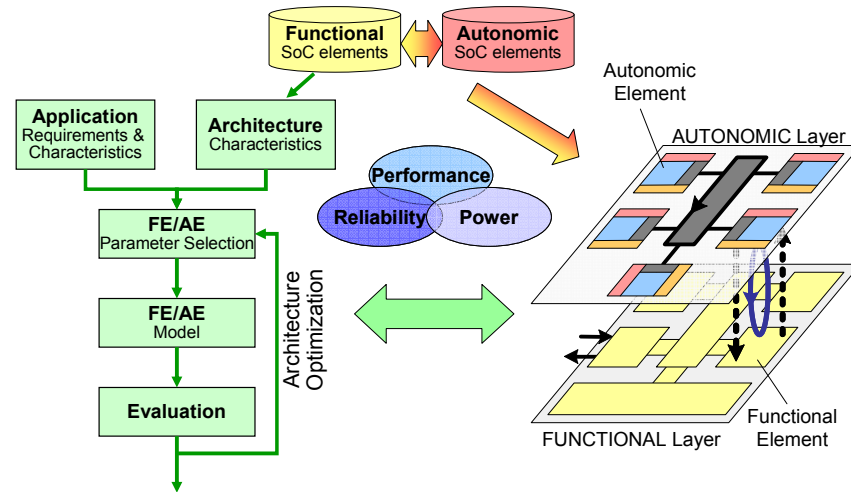 Functional
SoC elements
Autonomic
SoC elements
Application
Requirements &
Characteristics
Architecture
Characteristics
Autonomic
Element
AUTONOMIC Layer
Performance
Reliability
Power
FE/AE
Parameter Selection
FE/AE
Model
Evaluation
Architecture
Optimization
FUNCTIONAL Layer
Functional
Element